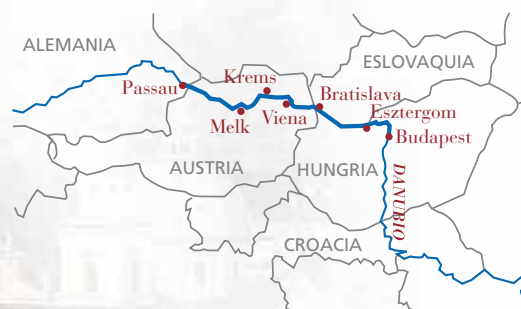 ALEMANIA
ESLOVAQUIA
Krems
Passau
Bratislava
Viena
Esztergom
Melk
Budapest
AUSTRIA
HUNGRIA
DANUBIO
CROACIA